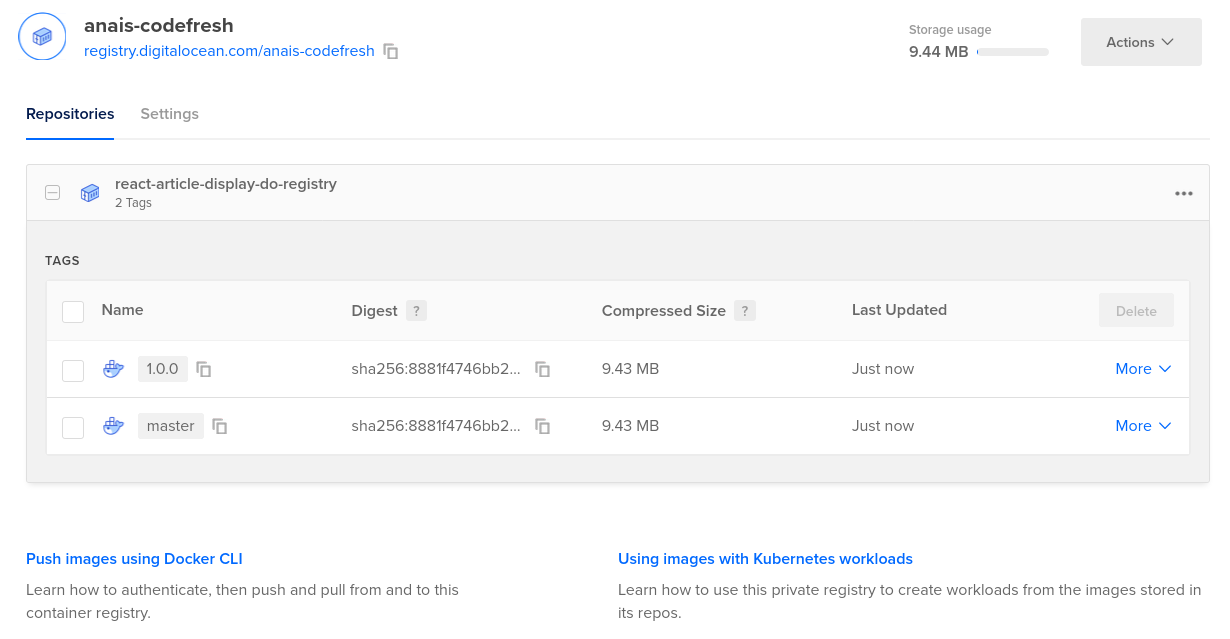 anais-codefresh
registry.digitalocean.com/anais-codefresh
Storage usage
9.44 MB
Actions
Repositories
Settings
react-article-display-do-registry
2 Tags
TAGS
Name
Digest ?
Compressed Size ?
Last Updated
Delete
1.0.0
sha256:8881f4746bb2...
9.43 MB
Just now
More
master
sha256:8881f4746bb2...
9.43 MB
Just now
More
Push images using Docker CLI
Learn how to authenticate, then push and pull from and to this
container registry.
Using images with Kubernetes workloads
Learn how to use this private registry to create workloads from the images stored in
its repos.